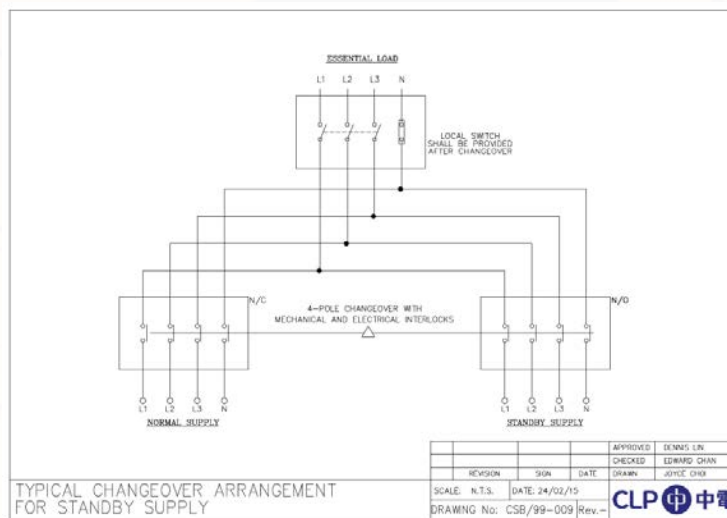 ESSENTIAL LOAD
L1 L2 L3 N
LOCAL SWITCH
SHALL BE PROVIDED
AFTER CHANGEOVER
N/C
4-POLE CHANGEOVER WITH
MECHANICAL AND ELECTRICAL INTERLOCKS
N/O
L1 L2 L3 N
NORMAL SUPPLY
L1 L2 L3 N
STANDBY SUPPLY
TYPICAL CHANGEOVER ARRANGEMENT
FOR STANDBY SUPPLY
APPROVED DENNIS LIN
CHECKED EDWARD CHAN
REVISION SIGN DATE DRAWN JOYCE CHOI
SCALE: N.T.S. DATE: 24/02/15
DRAWING No: CSB/99-009 Rev.-
CLP 中電